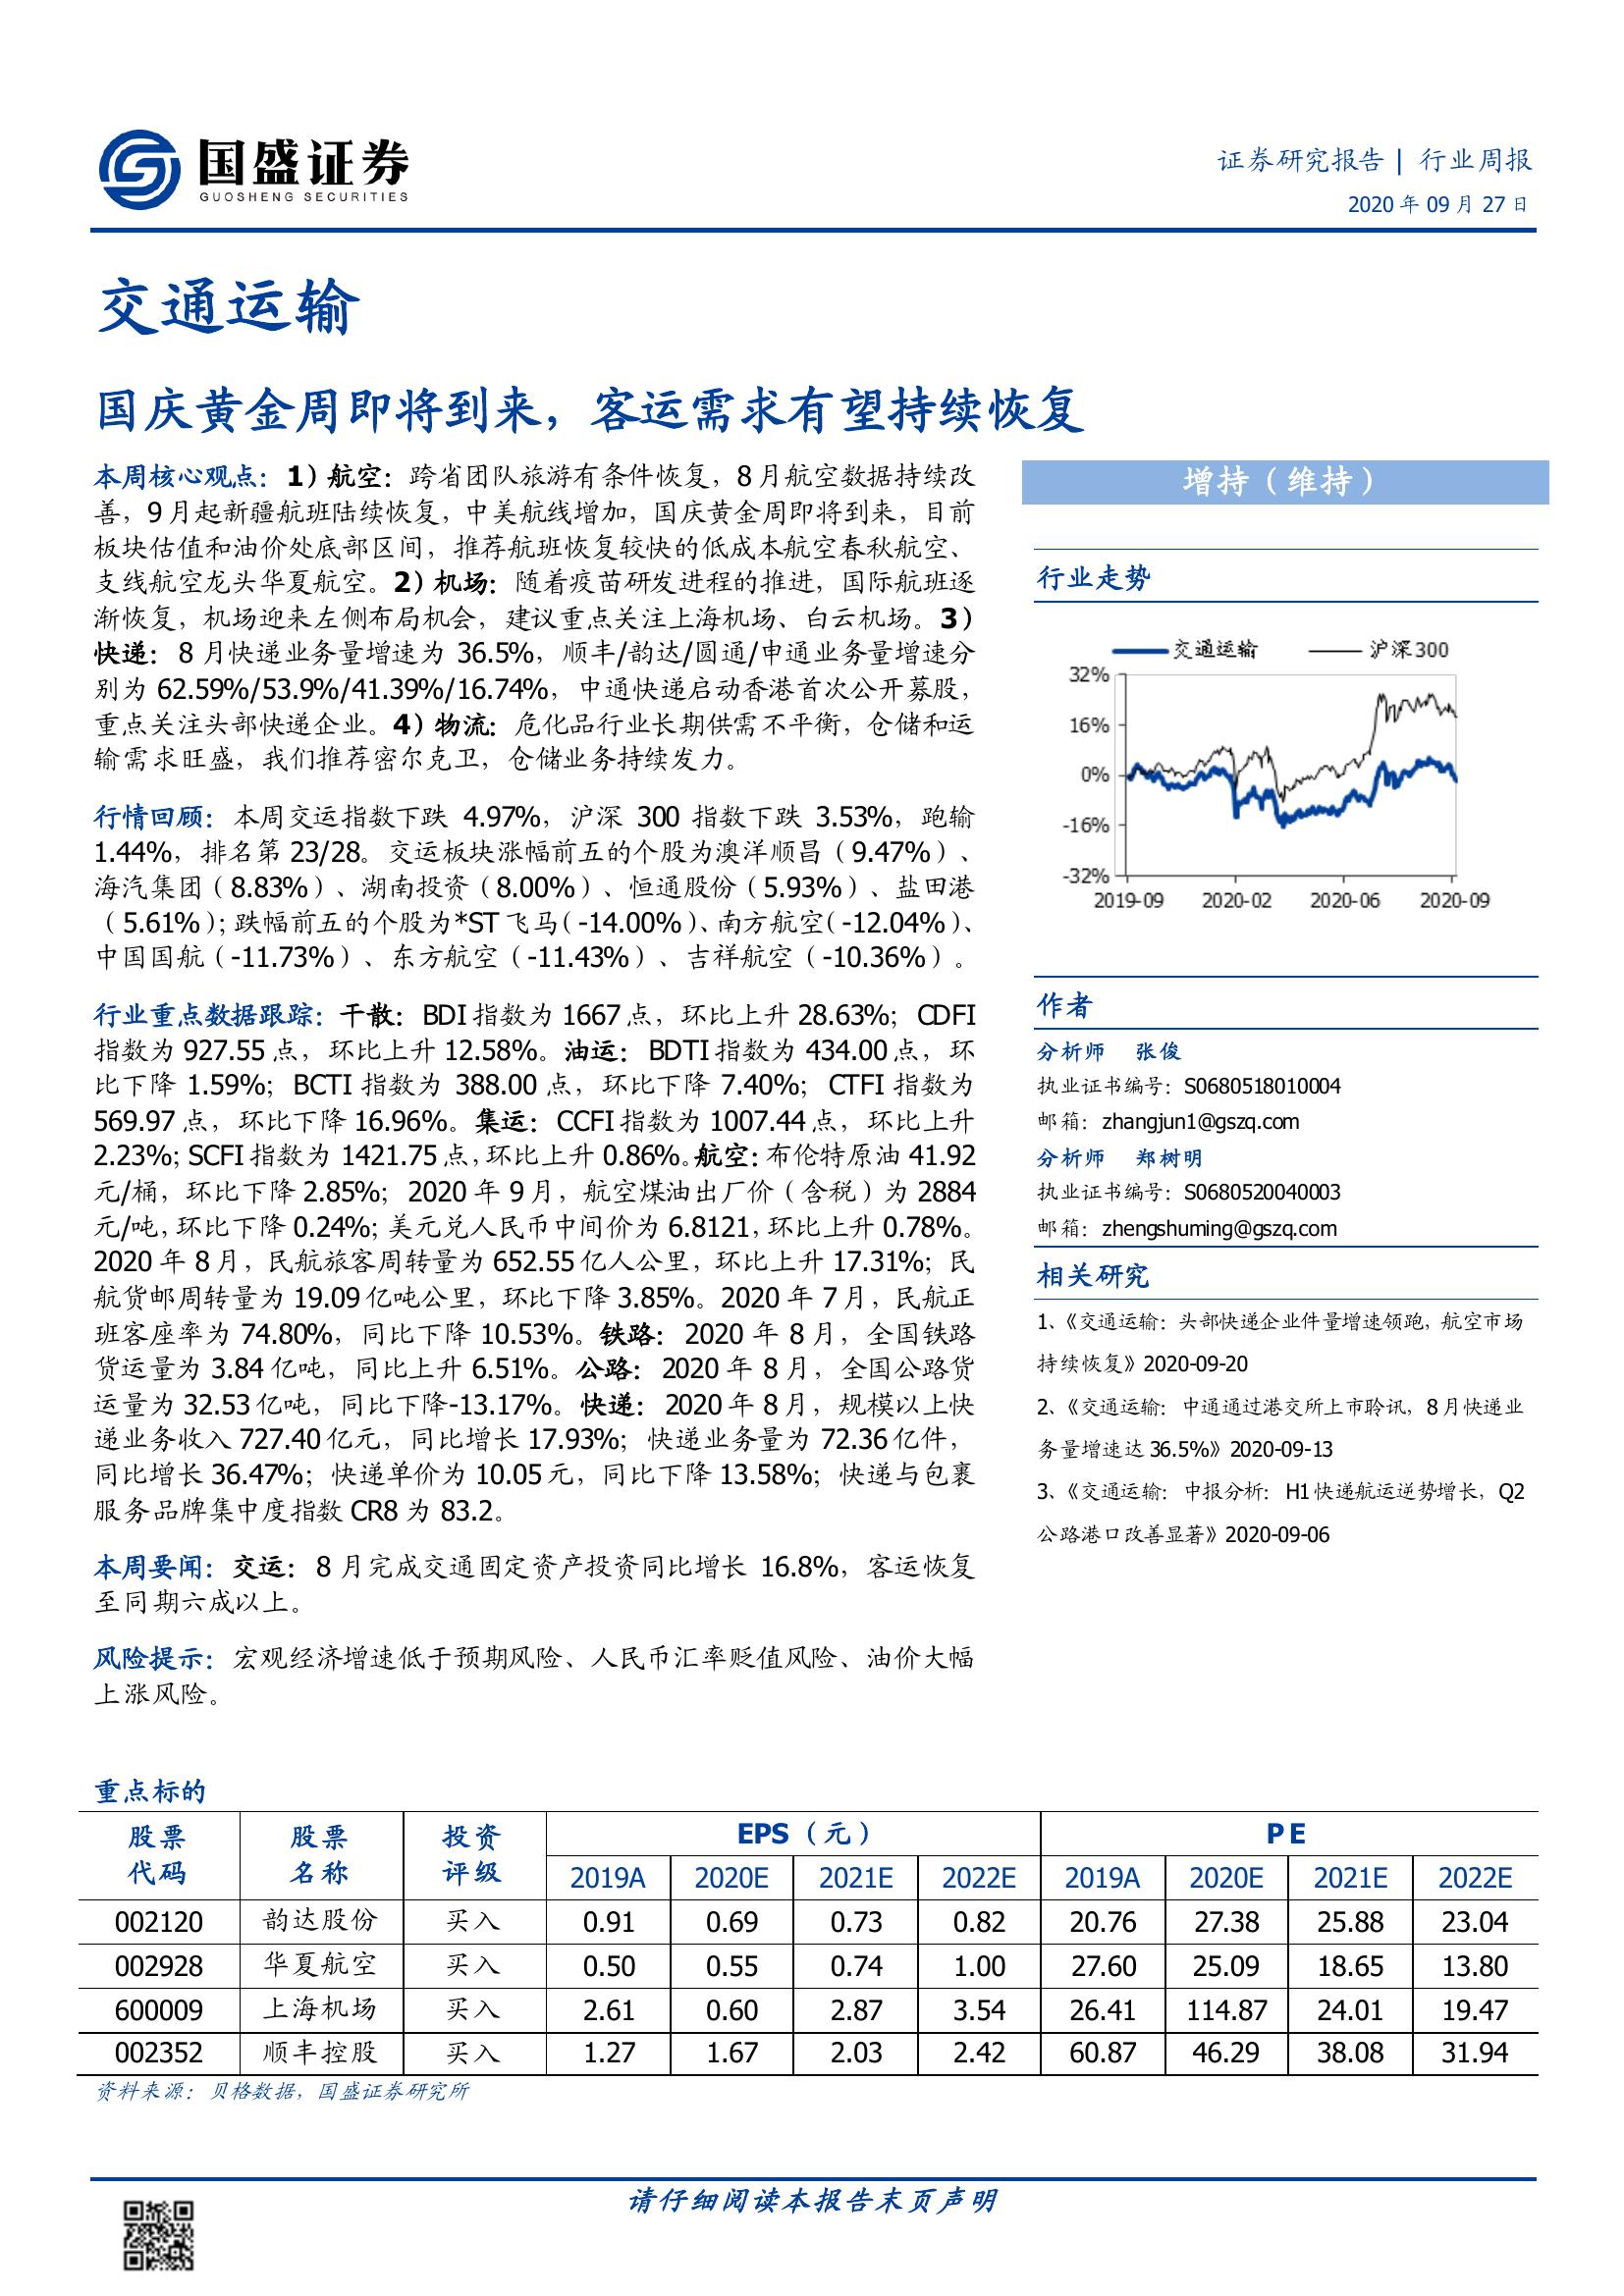 国盛证券
GUOSHENG SECURITIES
证券研究报告 | 行业周报
2020 年 09 月 27 日
交通运输
国庆黄金周即将到来，客运需求有望持续恢复
本周核心观点：1）航空：跨省团队旅游有条件恢复，8 月航空数据持续改
善，9 月起新疆航班陆续恢复，中美航线增加，国庆黄金周即将到来，目前
板块估值和油价处底部区间，推荐航班恢复较快的低成本航空春秋航空、
支线航空龙头华夏航空。2）机场：随着疫苗研发进程的推进，国际航班逐
渐恢复，机场迎来左侧布局机会，建议重点关注上海机场、白云机场。3）
快递：8 月快递业务量增速为 36.5%，顺丰/韵达/圆通/申通业务量增速分
别为 62.59%/53.9%/41.39%/16.74%，中通快递启动香港首次公开募股，
重点关注头部快递企业。4）物流：危化品行业长期供需不平衡，仓储和运
输需求旺盛，我们推荐密尔克卫，仓储业务持续发力。
行情回顾：本周交运指数下跌 4.97%，沪深 300 指数下跌 3.53%，跑输
1.44%，排名第 23/28。交运板块涨幅前五的个股为澳洋顺昌（9.47%）、
海汽集团（8.83%）、湖南投资（8.00%）、恒通股份（5.93%）、盐田港
（5.61%）；跌幅前五的个股为*ST 飞马（-14.00%）、南方航空（-12.04%）、
中国国航（-11.73%）、东方航空（-11.43%）、吉祥航空（-10.36%）。
行业重点数据跟踪：干散：BDI 指数为 1667 点，环比上升 28.63%；CDFI
指数为 927.55 点，环比上升 12.58%。油运：BDTI 指数为 434.00 点，环
比下降 1.59%；BCTI 指数为 388.00 点，环比下降 7.40%；CTFI 指数为
569.97 点，环比下降 16.96%。集运：CCFI 指数为 1007.44 点，环比上升
2.23%；SCFI 指数为 1421.75 点，环比上升 0.86%。航空：布伦特原油 41.92
元/桶，环比下降 2.85%；2020 年 9 月，航空煤油出厂价（含税）为 2884
元/吨，环比下降 0.24%；美元兑人民币中间价为 6.8121，环比上升 0.78%。
2020 年 8 月，民航旅客周转量为 652.55 亿人公里，环比上升 17.31%；民
航货邮周转量为 19.09 亿吨公里，环比下降 3.85%。2020 年 7 月，民航正
班客座率为 74.80%，同比下降 10.53%。铁路：2020 年 8 月，全国铁路
货运量为 3.84 亿吨，同比上升 6.51%。公路：2020 年 8 月，全国公路货
运量为 32.53 亿吨，同比下降-13.17%。快递：2020 年 8 月，规模以上快
递业务收入 727.40 亿元，同比增长 17.93%；快递业务量为 72.36 亿件，
同比增长 36.47%；快递单价为 10.05 元，同比下降 13.58%；快递与包裹
服务品牌集中度指数 CR8 为 83.2。
本周要闻：交运：8 月完成交通固定资产投资同比增长 16.8%，客运恢复
至同期六成以上。
风险提示：宏观经济增速低于预期风险、人民币汇率贬值风险、油价大幅
上涨风险。
增持（维持）
行业走势
交通运输 沪深300
32%
16%
0%
-16%
-32%
2019-09 2020-02 2020-06 2020-09
作者
分析师 张俊
执业证书编号：S0680518010004
邮箱：zhangjun1@gszq.com
分析师 郑树明
执业证书编号：S0680520040003
邮箱：zhengshuming@gszq.com
相关研究
1、《交通运输：头部快递企业件量增速领跑，航空市场
持续恢复》2020-09-20
2、《交通运输：中通通过港交所上市聆讯，8 月快递业
务量增速达 36.5%》2020-09-13
3、《交通运输：中报分析：H1 快递航运逆势增长，Q2
公路港口改善显著》2020-09-06
重点标的
股票 股票 投资 EPS（元） P E
代码 名称 评级 2019A 2020E 2021E 2022E 2019A 2020E 2021E 2022E
002120 韵达股份 买入 0.91 0.69 0.73 0.82 20.76 27.38 25.88 23.04
002928 华夏航空 买入 0.50 0.55 0.74 1.00 27.60 25.09 18.65 13.80
600009 上海机场 买入 2.61 0.60 2.87 3.54 26.41 114.87 24.01 19.47
002352 顺丰控股 买入 1.27 1.67 2.03 2.42 60.87 46.29 38.08 31.94
资料来源：贝格数据，国盛证券研究所
请仔细阅读本报告末页声明